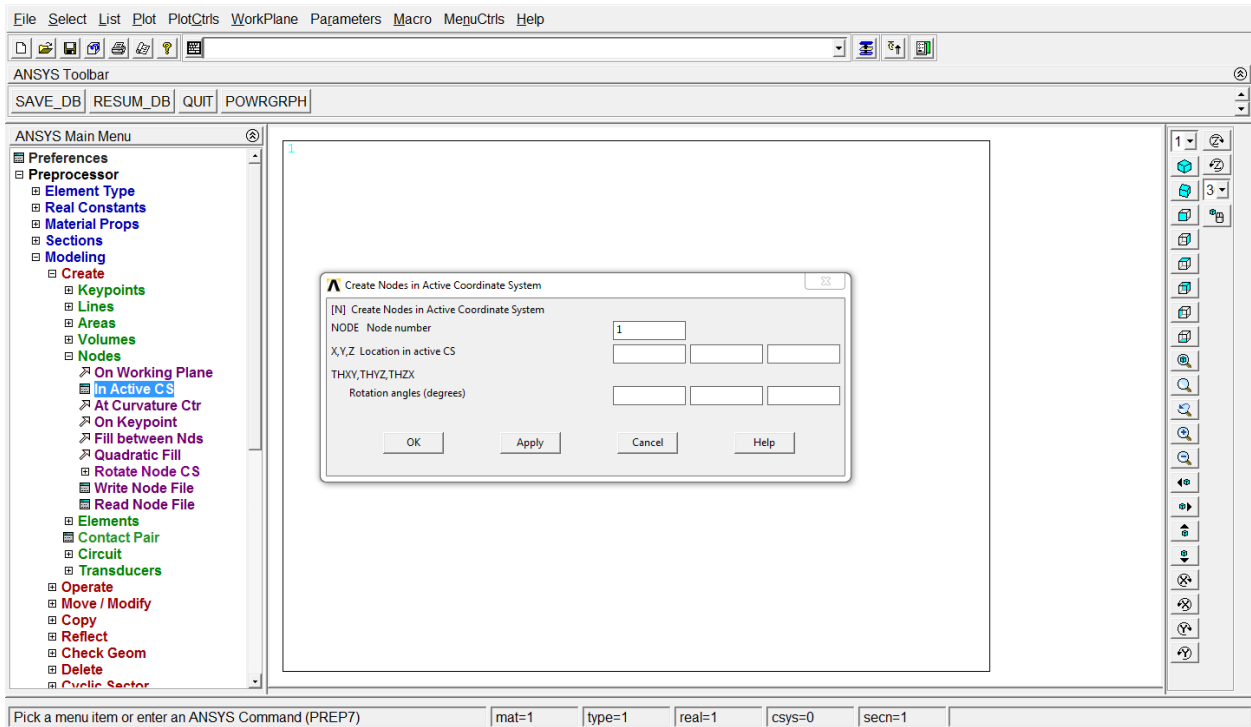 File Select List Plot PlotCtrls WorkPlane Parameters Macro MenuCtrls Help
ANSYS Toolbar
SAVE_DB RESUM_DB QUIT POWRGRPH
ANSYS Main Menu
Preferences
Preprocessor
Element Type
Real Constants
Material Props
Sections
Modeling
Create
Keypoints
Lines
Areas
Volumes
Nodes
On Working Plane
In Active CS
At Curvature Ctr
On Keypoint
Fill between Nds
Quadratic Fill
Rotate Node CS
Write Node File
Read Node File
Elements
Contact Pair
Circuit
Transducers
Operate
Move / Modify
Copy
Reflect
Check Geom
Delete
Cyclic Sector
1
Create Nodes in Active Coordinate System
[N] Create Nodes in Active Coordinate System
NODE Node number 1
X,Y,Z Location in active CS
THXY,THYZ,THZX
Rotation angles (degrees)
OK Apply Cancel Help
1
3
Pick a menu item or enter an ANSYS Command (PREP7) mat=1 type=1 real=1 csys=0 secn=1